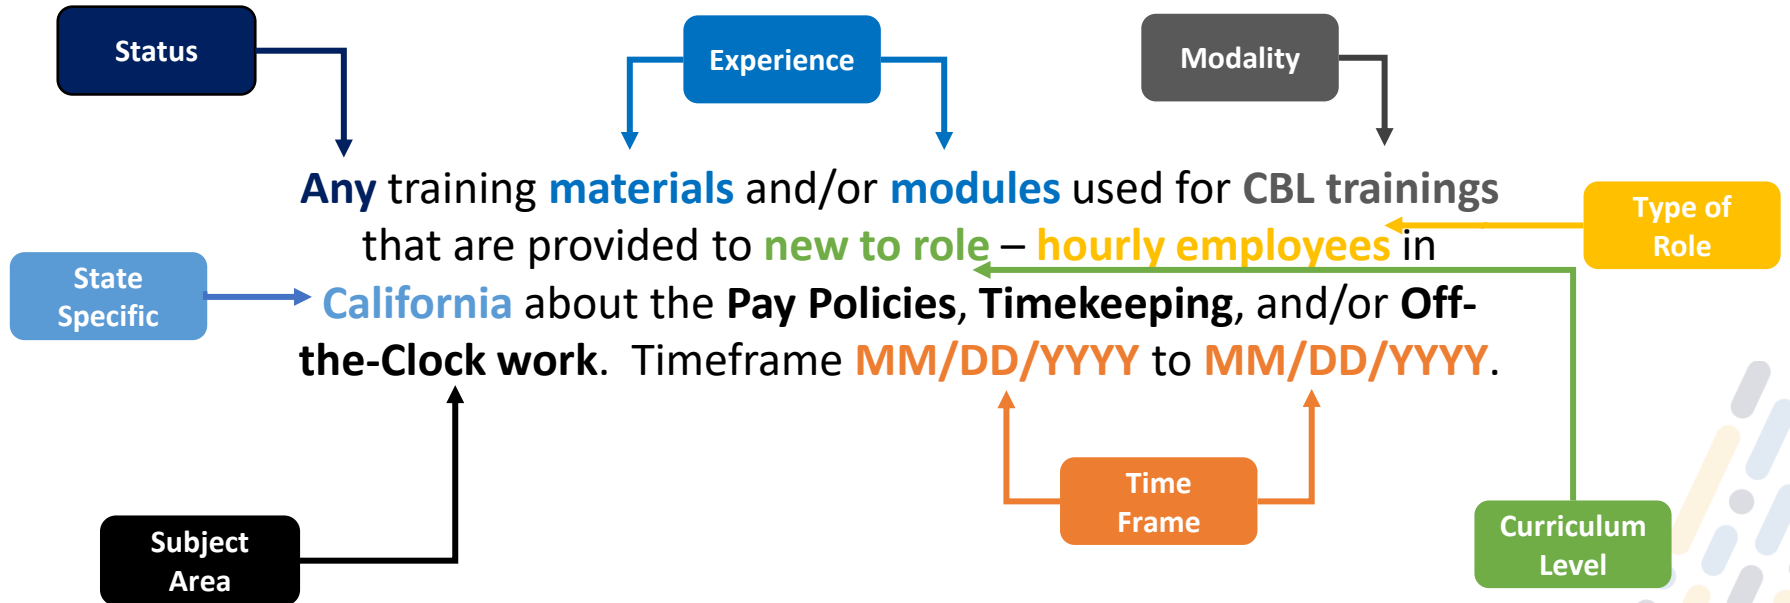 Status
Experience
Modality
Any training materials and/or modules used for CBL trainings
that are provided to new to role – hourly employees in
California about the Pay Policies, Timekeeping, and/or Off-
the-Clock work.  Timeframe MM/DD/YYYY to MM/DD/YYYY.
Type of
Role
State
Specific
Time
Frame
Curriculum
Level
Subject
Area